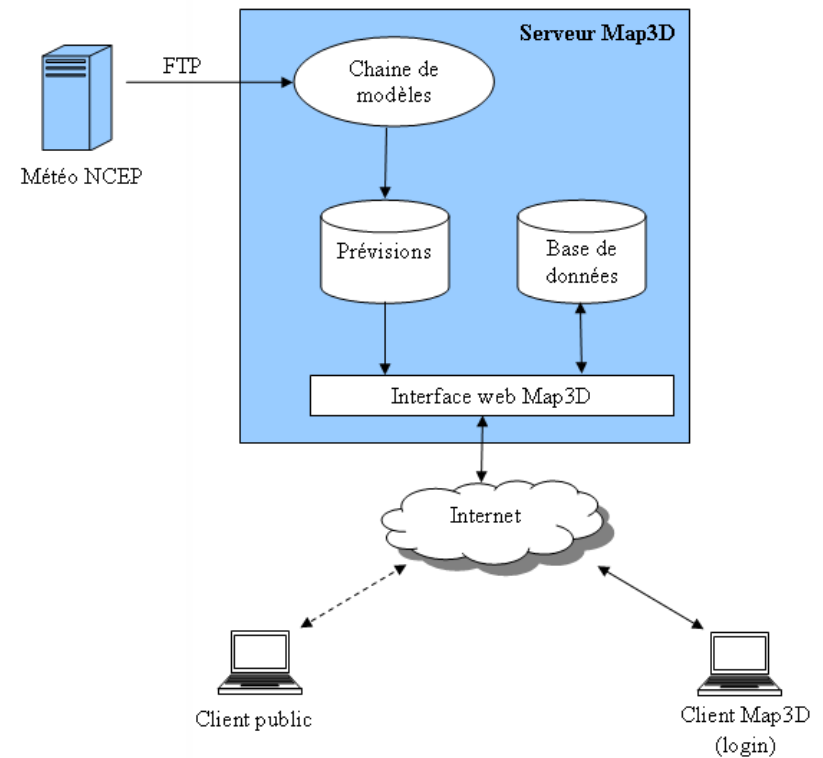 Serveur Map3D
FTP
Chaine de
modèles
Météo NCEP
Prévisions
Base de
données
Interface web Map3D
Internet
Client public
Client Map3D
(login)